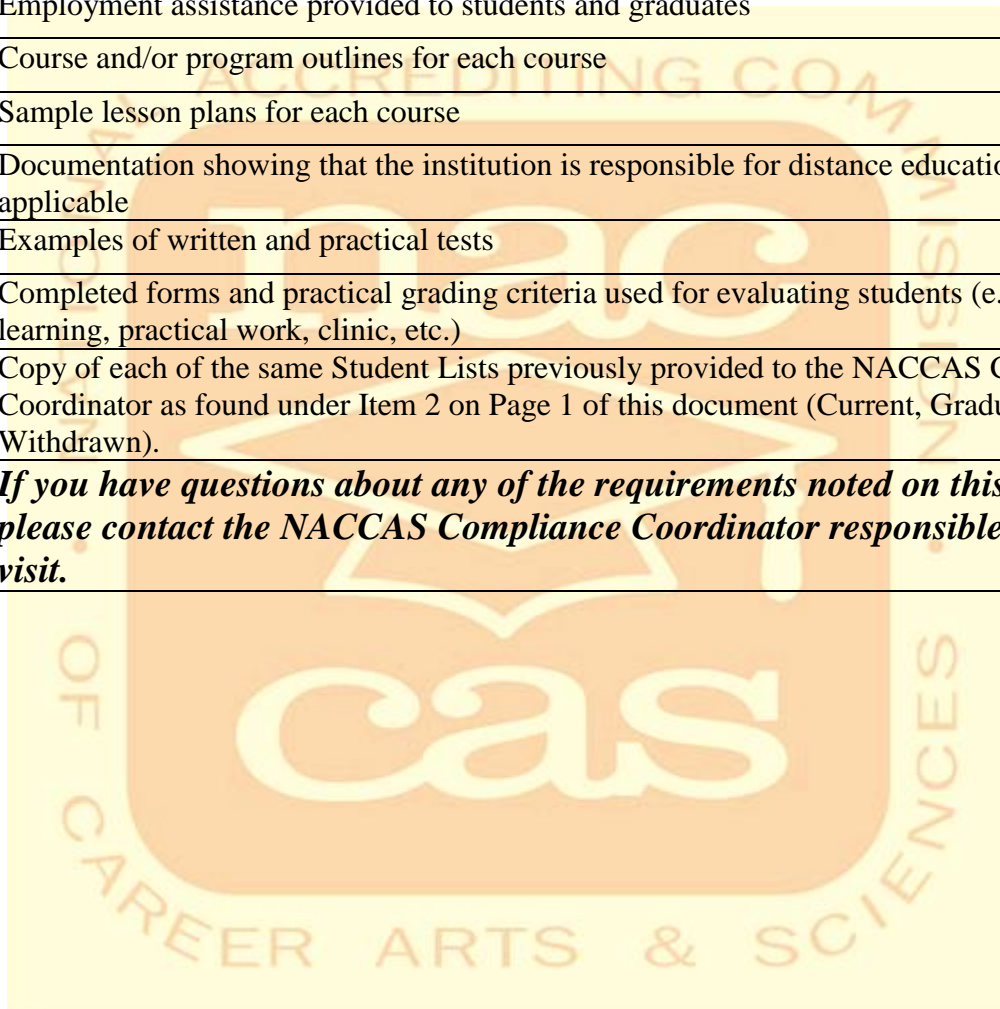 Employment assistance provided to students and graduates
Course and/or program outlines for each course
Sample lesson plans for each course
Documentation showing that the institution is responsible for distance
applicable
Examples of written and practical tests
Completed forms and practical grading criteria used for evaluating students
learning, practical work, clinic, etc.)
Copy of each of the same Student Lists previously provided to the NACCAS
Coordinator as found under Item 2 on Page 1 of this document (Current,
Withdrawn).
If you have questions about any of the requirements noted on this
please contact the NACCAS Compliance Coordinator responsible
visit.
NATIONAL ACCREDITING COMMISSION
nac
cas
OF CAREER ARTS & SCIENCES